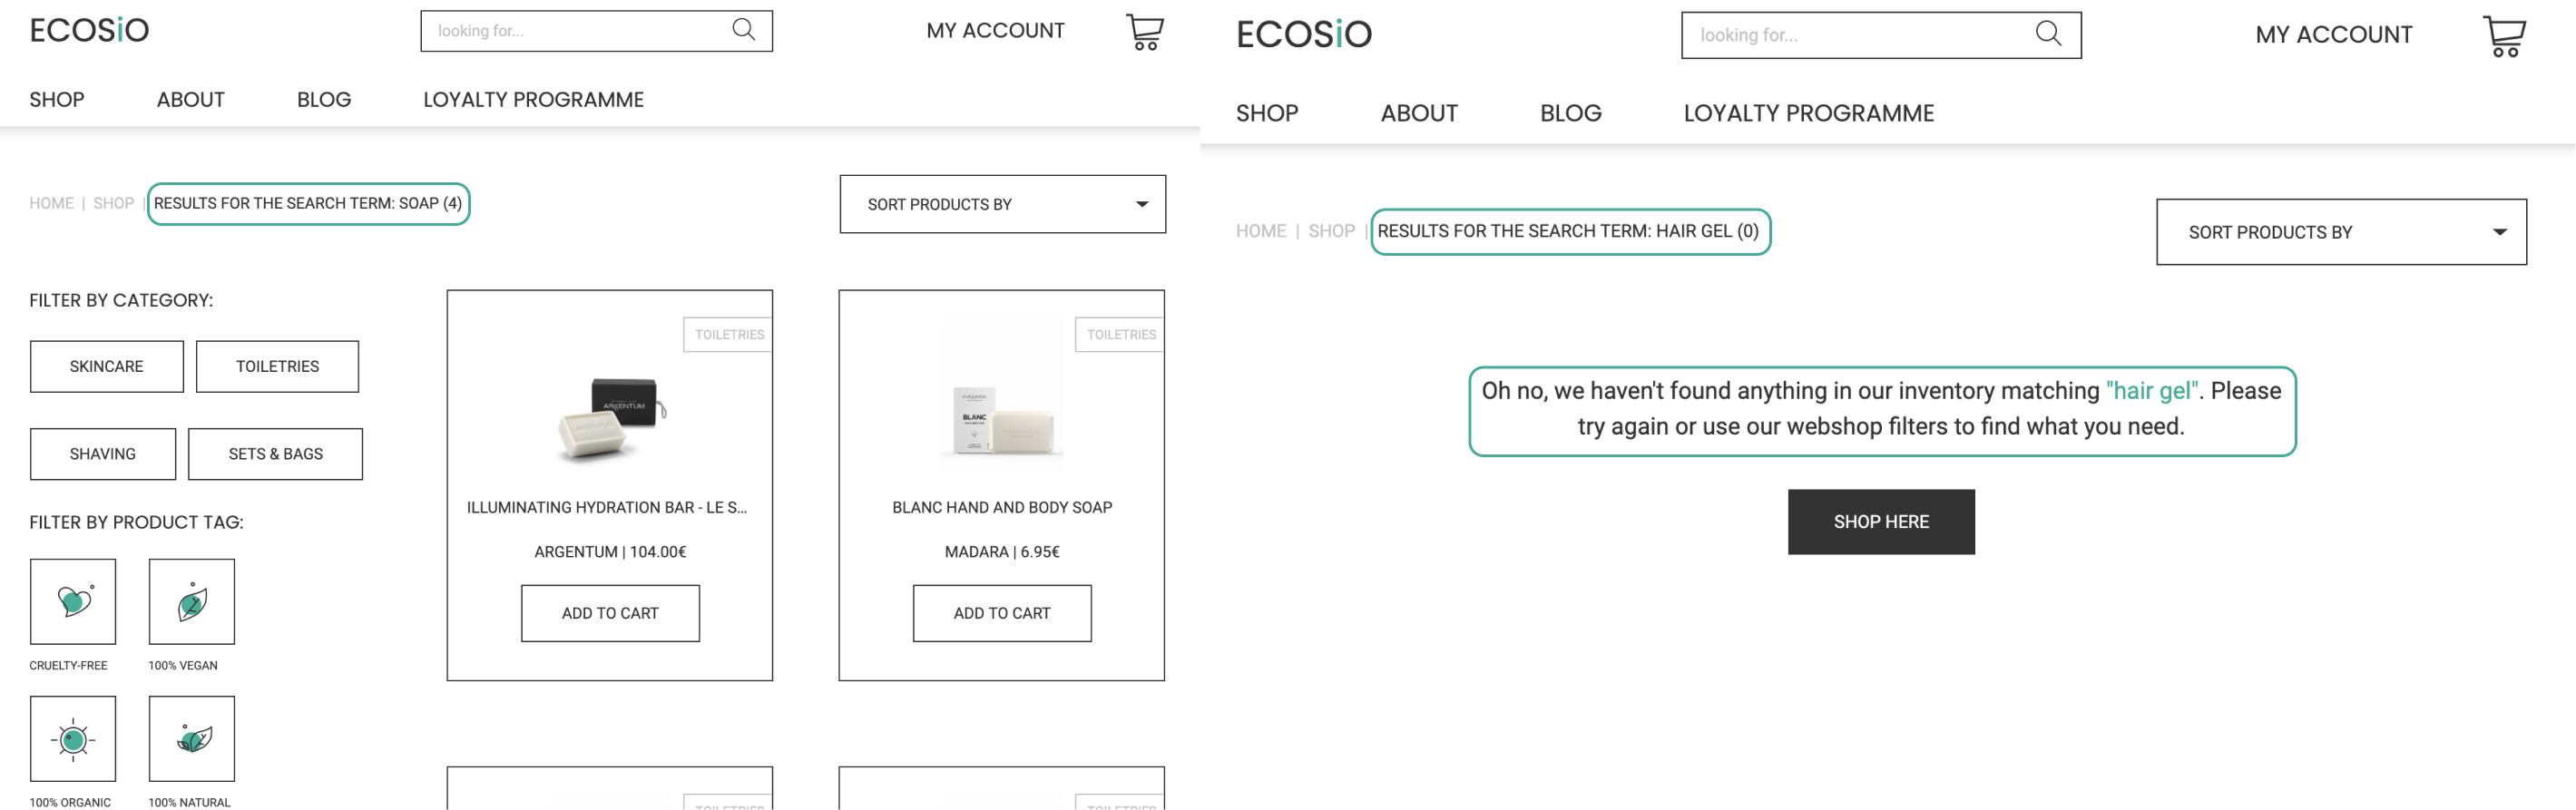 ECOSiO
looking for...
MY ACCOUNT
SHOP
ABOUT
BLOG
LOYALTY PROGRAMME
HOME | SHOP | RESULTS FOR THE SEARCH TERM: SOAP (4)
SORT PRODUCTS BY
FILTER BY CATEGORY:
SKINCARE
TOILETRIES
SHAVING
SETS & BAGS
FILTER BY PRODUCT TAG:
CRUELTY-FREE
100% VEGAN
100% ORGANIC
100% NATURAL
TOILETRIES
ARGENTUM
ILLUMINATING HYDRATION BAR - LE S...
ARGENTUM | 104.00€
ADD TO CART
TOILETRIES
MÁDARA
BLANC
BLANC HAND AND BODY SOAP
MADARA | 6.95€
ADD TO CART
TOILETRIES
TOILETRIES
ECOSiO
looking for...
MY ACCOUNT
SHOP
ABOUT
BLOG
LOYALTY PROGRAMME
HOME | SHOP | RESULTS FOR THE SEARCH TERM: HAIR GEL (0)
SORT PRODUCTS BY
Oh no, we haven't found anything in our inventory matching "hair gel". Please
try again or use our webshop filters to find what you need.
SHOP HERE